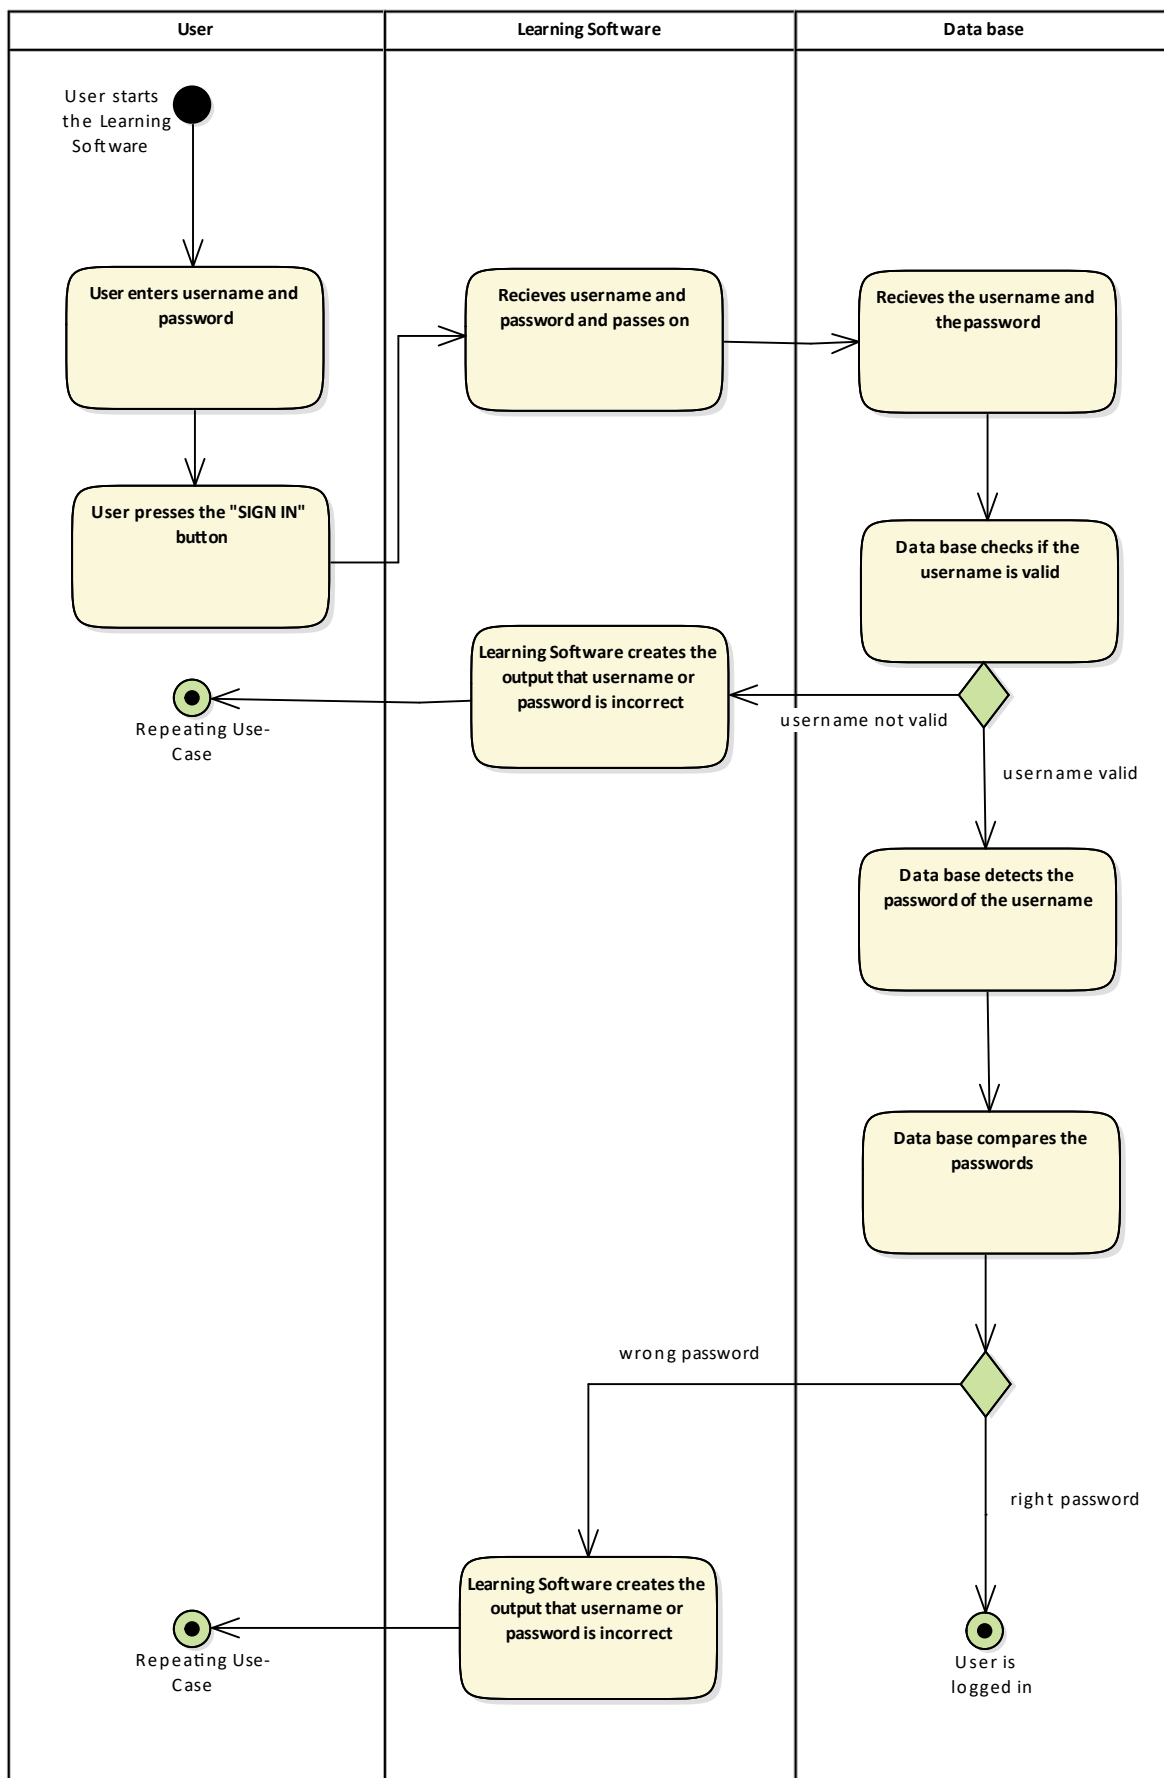 User
Learning Software
Data base
User starts
the Learning
Software
User enters username and
password
Recieves username and
password and passes on
Recieves the username and
thepassword
User presses the "SIGN IN"
button
Data base checks if the
username is valid
Learning Software creates the
output that username or
password is incorrect
Repeating Use-
Case
username not valid
username valid
Data base detects the
password of the username
Data base compares the
passwords
wrong password
right password
Learning Software creates the
output that username or
password is incorrect
Repeating Use-
Case
User is
logged in